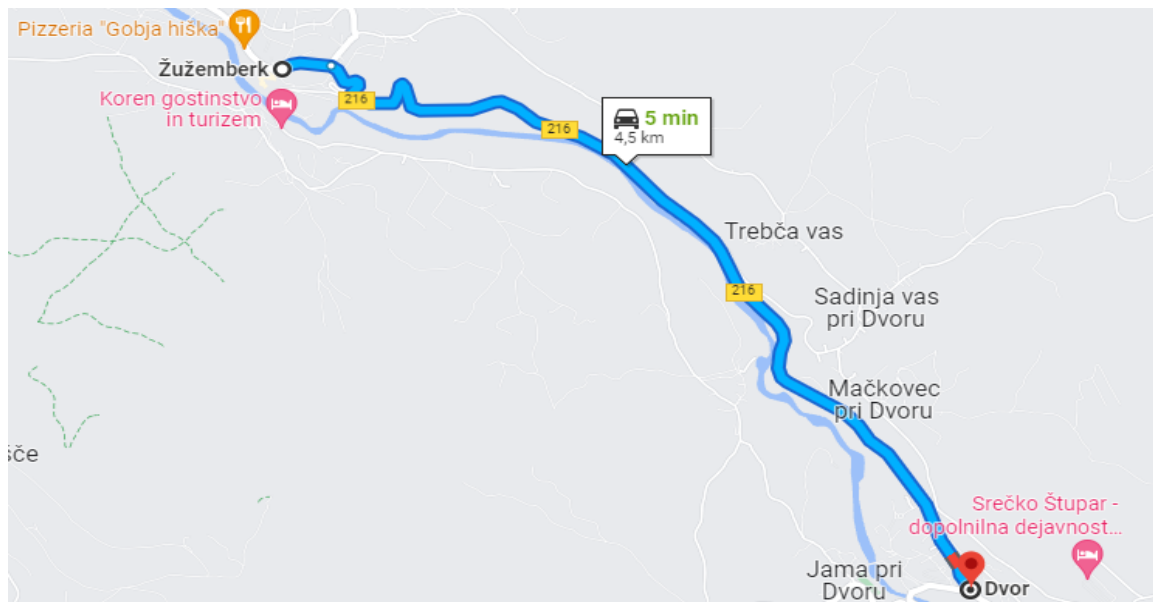 Pizzeria "Gobja hiška"
Žužemberk
Koren gostinstvo
in turizem
216
216
5 min
4,5 km
Trebča vas
216
Sadinja vas
pri Dvoru
Mačkovec
pri Dvoru
šče
Srečko Štupar -
dopolnilna dejavnost...
Jama pri
Dvoru
Dvor